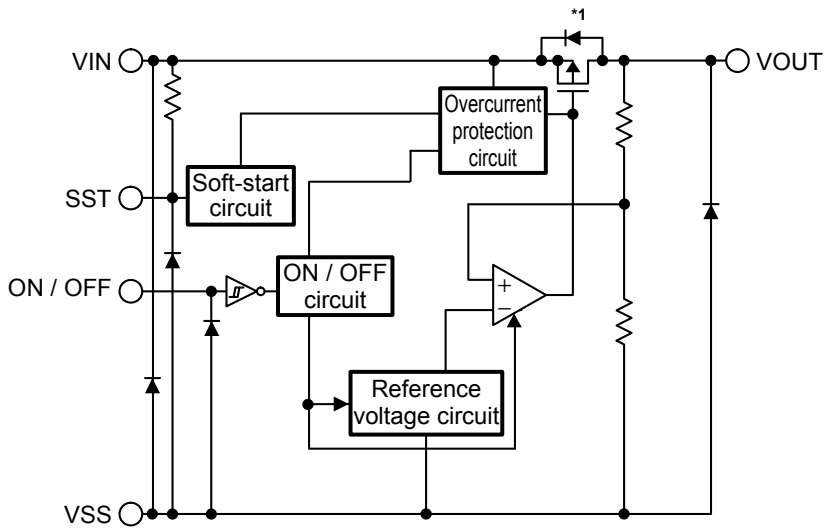 *1
VIN
VOUT
Overcurrent
protection
circuit
SST
Soft-start
circuit
ON / OFF
ON / OFF
circuit
+
−
Reference
voltage circuit
VSS